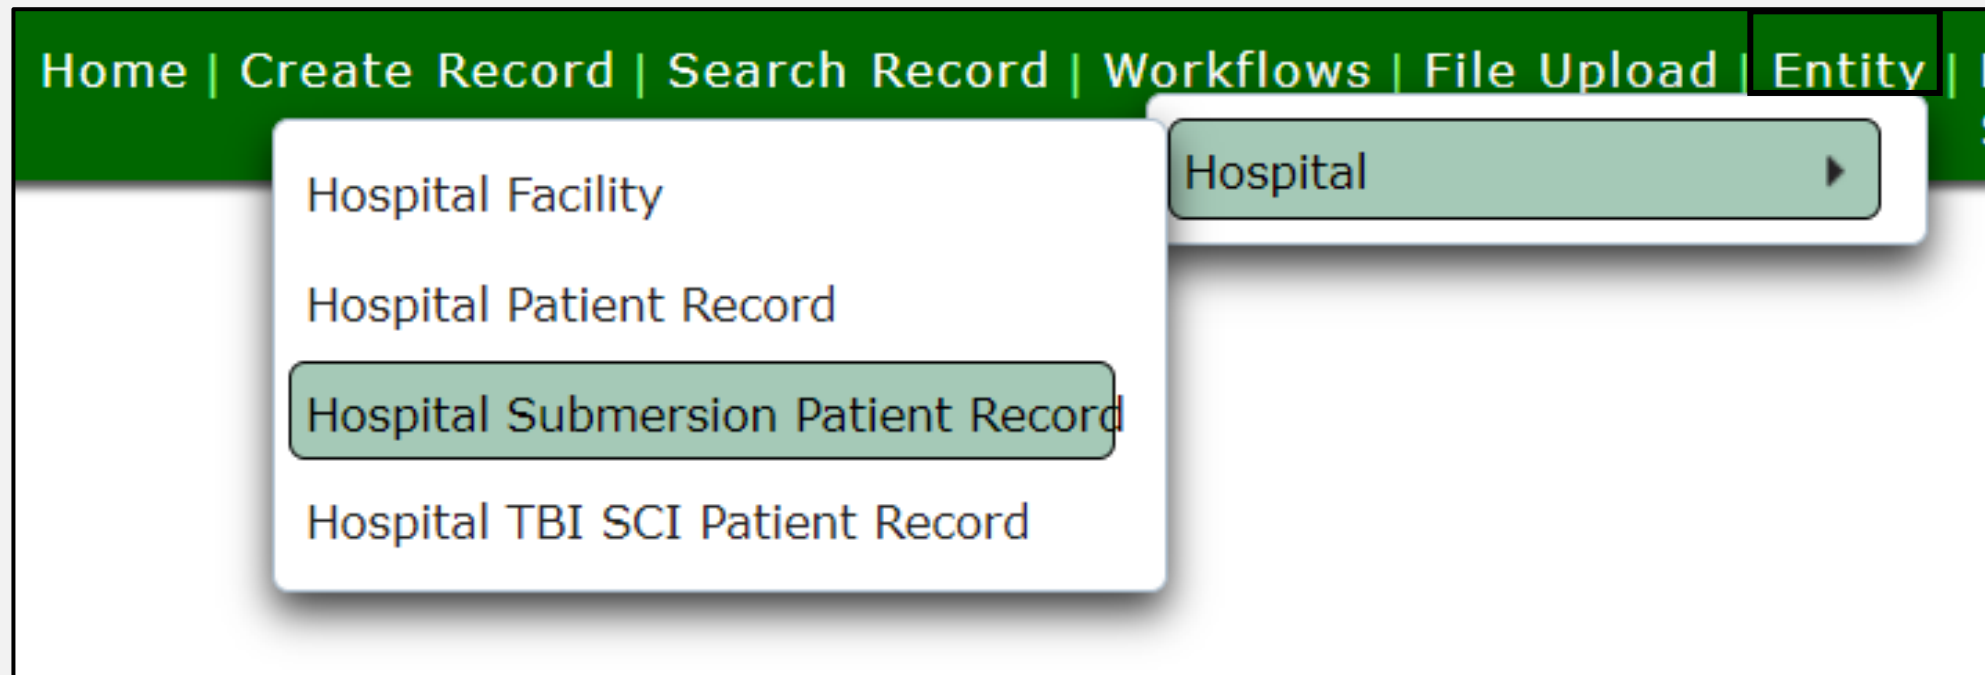 Home | Create Record | Search Record | Workflows | File Upload | Entity |
Hospital
Hospital Facility
Hospital Patient Record
Hospital Submersion Patient Record
Hospital TBI SCI Patient Record